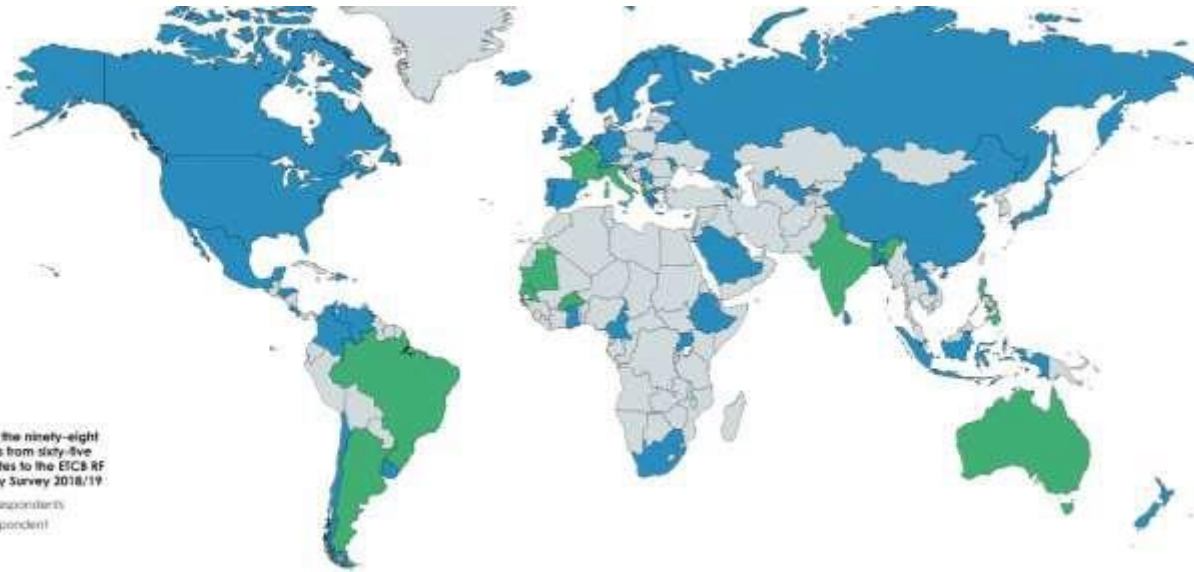 the ninety-eight
s from sixty-five
tes to the ETCB RF
y Survey 2018/19
espondents
pondent